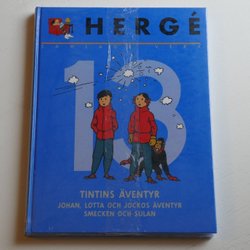 HERGÉ
13
TINTINS ÄVENTYR
JOHAN, LOTTA OCH JOCKOS ÄVENTYR
SMECKEN OCH SULAN